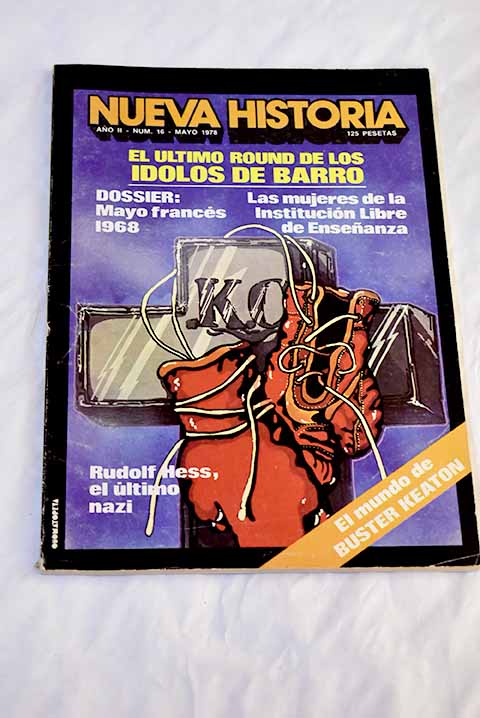 NUEVA HISTORIA
AÑO II - NUM. 16 - MAYO 1978
125 PESETAS
EL ULTIMO ROUND DE LOS
IDOLOS DE BARRO
DOSSIER:
Mayo francés
1968
Las mujeres de la
Institución Libre
de Enseñanza
.K.O
Rudolf Hess,
el último
nazi
El mundo de
BUSTER KEATON